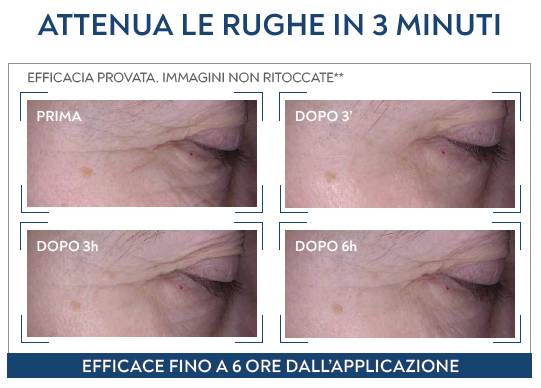 ATTENUA LE RUGHE IN 3 MINUTI
EFFICACIA PROVATA. IMMAGINI NON RITOCCATE**
PRIMA
DOPO 3'
DOPO 3h
DOPO 6h
EFFICACE FINO A 6 ORE DALL'APPLICAZIONE